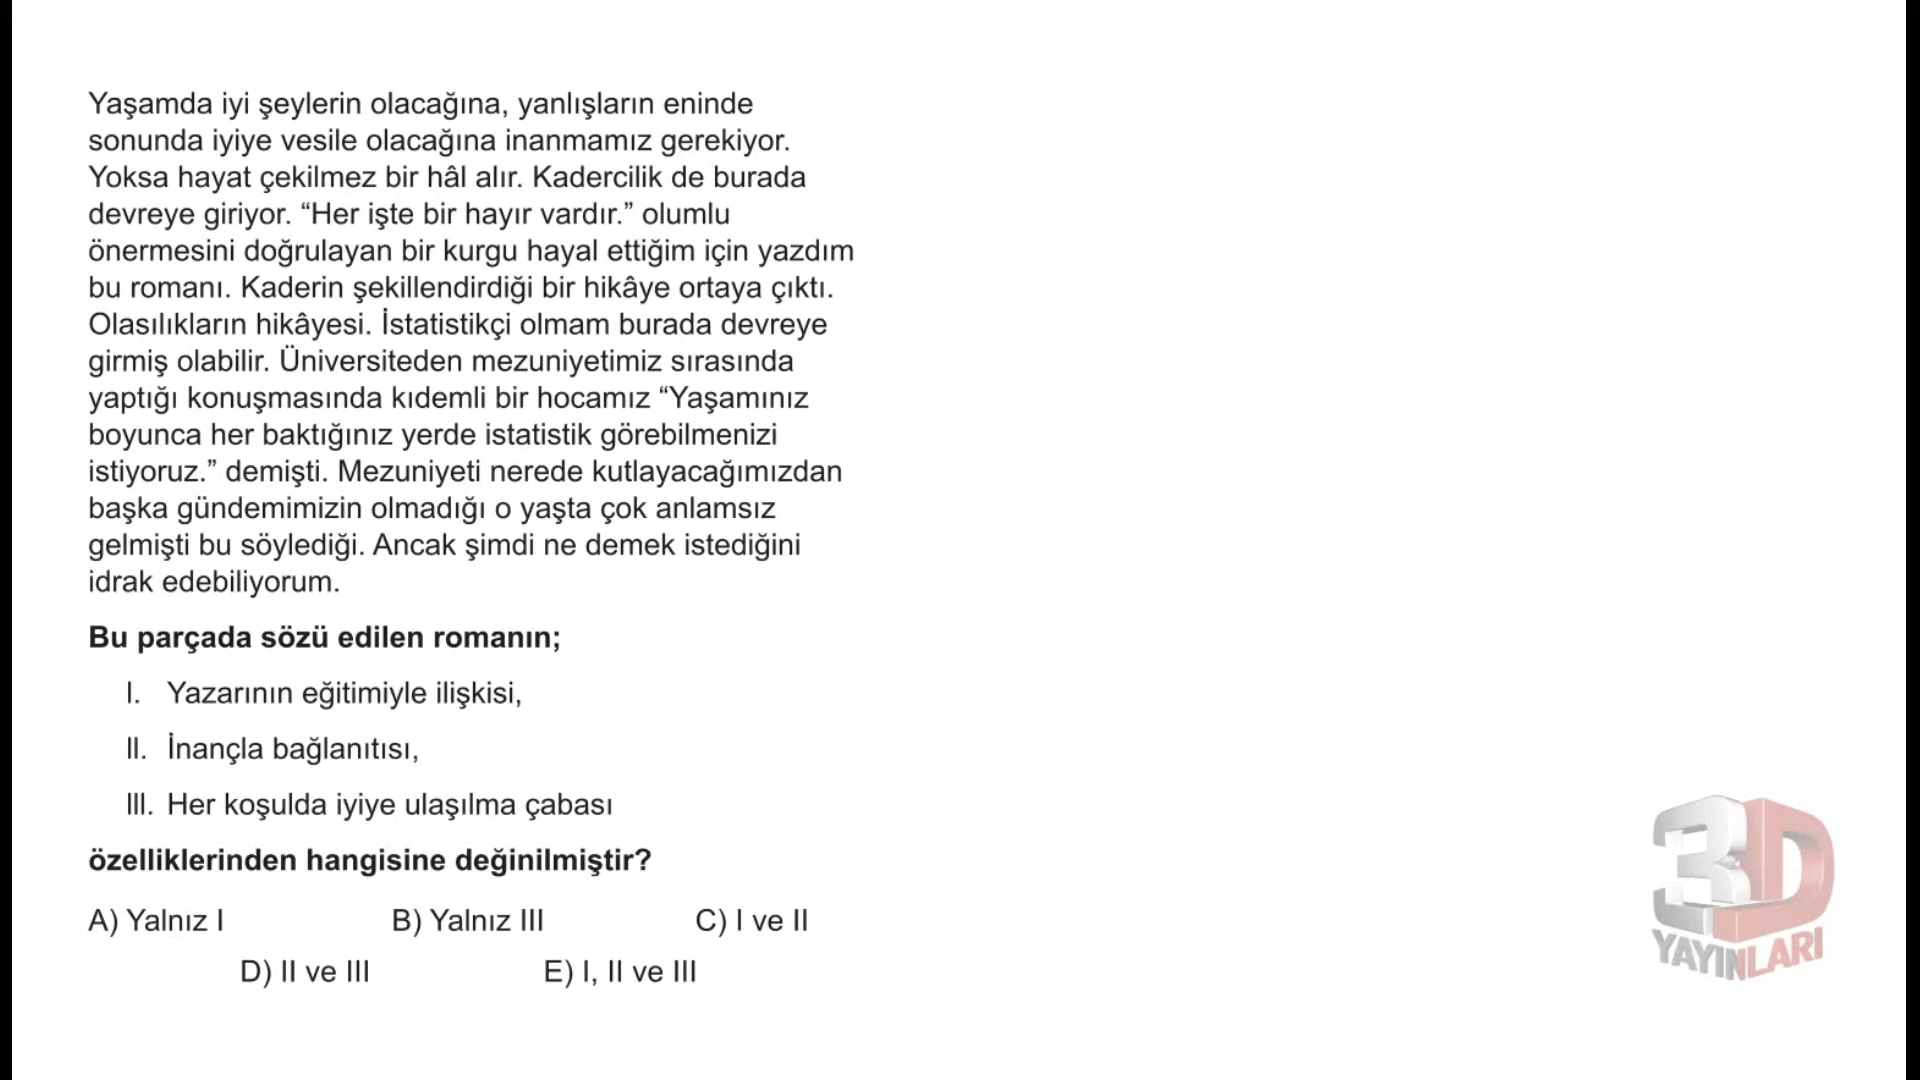 Yaşamda iyi şeylerin olacağına, yanlışların eninde
sonunda iyiye vesile olacağına inanmamız gerekiyor.
Yoksa hayat çekilmez bir hâl alır. Kadercilik de burada
devreye giriyor. “Her işte bir hayır vardır.” olumlu
önermesini doğrulayan bir kurgu hayal ettiğim için yazdım
bu romanı. Kaderin şekillendirdiği bir hikâye ortaya çıktı.
Olasılıkların hikâyesi. İstatistikçi olmam burada devreye
girmiş olabilir. Üniversiteden mezuniyetimiz sırasında
yaptığı konuşmasında kıdemli bir hocamız “Yaşamınız
boyunca her baktığınız yerde istatistik görebilmenizi
istiyoruz.” demişti. Mezuniyeti nerede kutlayacağımızdan
başka gündemimizin olmadığı o yaşta çok anlamsız
gelmişti bu söylediği. Ancak şimdi ne demek istediğini
idrak edebiliyorum.
Bu parçada sözü edilen romanın;
I. Yazarının eğitimiyle ilişkisi,
II. İnançla bağlanıtısı,
III. Her koşulda iyiye ulaşılma çabası
özelliklerinden hangisine değinilmiştir?
A) Yalnız I B) Yalnız III C) I ve II
D) II ve III E) I, II ve III
3D
YAYINLARI